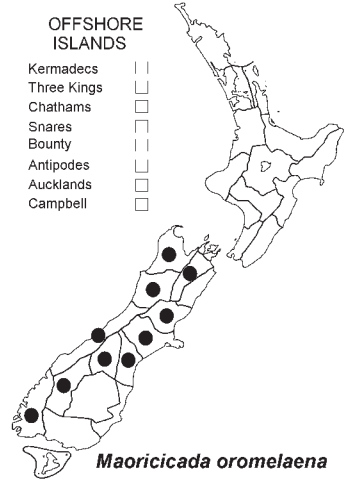 OFFSHORE
ISLANDS
Kermadecs
Three Kings
Chathams
Snares
Bounty
Antipodes
Aucklands
Campbell
Maoricicada oromelaena